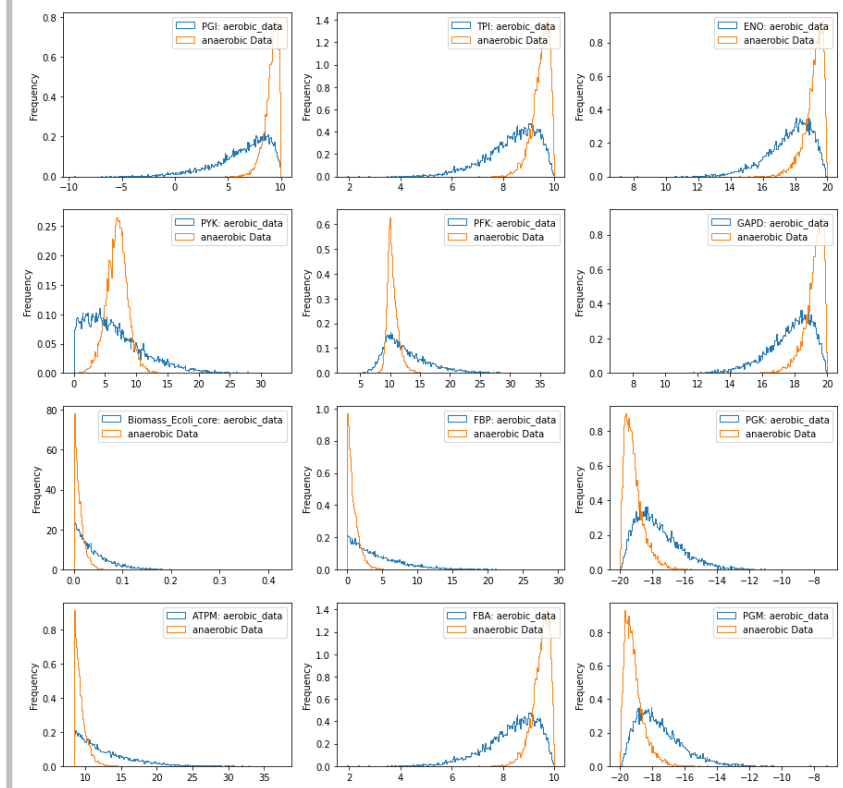 PGI: aerobic_data
anaerobic Data
Frequency
0.8
0.6
0.4
0.2
0.0
−10 −5 0 5 10
TPI: aerobic_data
anaerobic Data
Frequency
1.4
1.2
1.0
0.8
0.6
0.4
0.2
0.0
2 4 6 8 10
ENO: aerobic_data
anaerobic Data
Frequency
0.8
0.6
0.4
0.2
0.0
8 10 12 14 16 18 20
PYK: aerobic_data
anaerobic Data
Frequency
0.25
0.20
0.15
0.10
0.05
0.00
0 5 10 15 20 25 30
PFK: aerobic_data
anaerobic Data
Frequency
0.6
0.5
0.4
0.3
0.2
0.1
0.0
5 10 15 20 25 30 35
GAPD: aerobic_data
anaerobic Data
Frequency
0.8
0.6
0.4
0.2
0.0
8 10 12 14 16 18 20
Biomass_Ecoli_core: aerobic_data
anaerobic Data
Frequency
80
60
40
20
0
0.0 0.1 0.2 0.3 0.4
FBP: aerobic_data
anaerobic Data
Frequency
1.0
0.8
0.6
0.4
0.2
0.0
0 5 10 15 20 25 30
PGK: aerobic_data
anaerobic Data
Frequency
0.8
0.6
0.4
0.2
0.0
−20 −18 −16 −14 −12 −10 −8
ATPM: aerobic_data
anaerobic Data
Frequency
0.8
0.6
0.4
0.2
0.0
10 15 20 25 30 35
FBA: aerobic_data
anaerobic Data
Frequency
1.4
1.2
1.0
0.8
0.6
0.4
0.2
0.0
2 4 6 8 10
PGM: aerobic_data
anaerobic Data
Frequency
0.8
0.6
0.4
0.2
0.0
−20 −18 −16 −14 −12 −10 −8